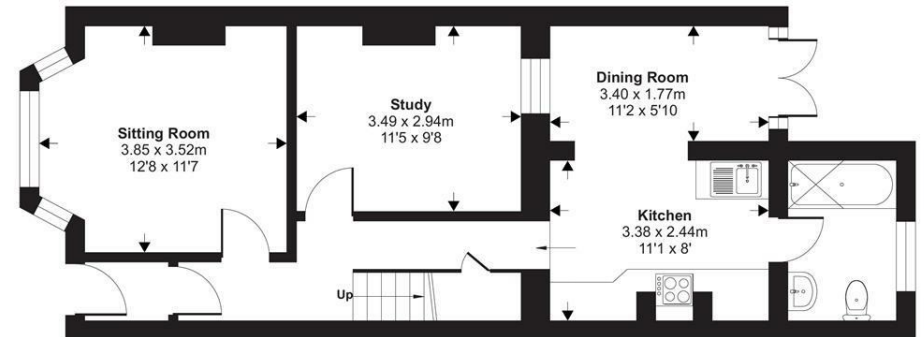 Sitting Room
3.85 x 3.52m
12'8 x 11'7
Study
3.49 x 2.94m
11'5 x 9'8
Dining Room
3.40 x 1.77m
11'2 x 5'10
Kitchen
3.38 x 2.44m
11'1 x 8'
Up